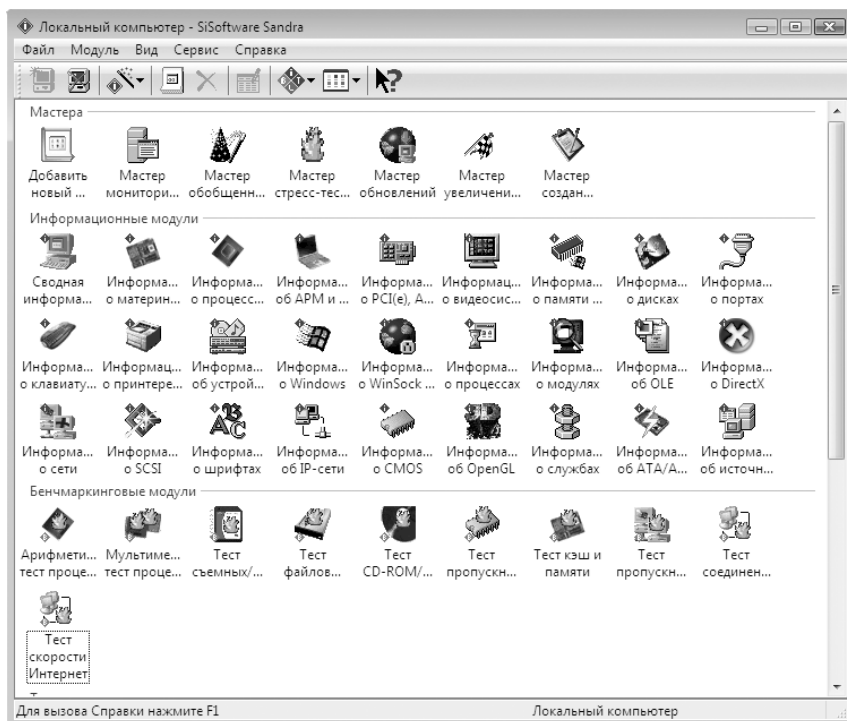 Локальный компьютер - SiSoftware Sandra
Файл Модуль Вид Сервис Справка
Мастера
Добавить Мастер Мастер Мастер Мастер Мастер Мастер
новый ... монитори... обобщенн... стресс-тес... обновлений увеличени... создан...
Информационные модули
Сводная Информа... Информа... Информа... Информа... Информац... Информа... Информа... Информа...
информа... о материн... о процесс... об APM и ... о PCI(e), A... о видеосис... о памяти ... о дисках о портах
Информа... Информац... Информа... Информа... Информа... Информа... Информа... Информа... Информа...
о клавиату... о принтере... об устрой... о Windows о WinSock ... о процессах о модулях об OLE о DirectX
Информа... Информа... Информа... Информа... Информа... Информа... Информа... Информа... Информа...
о сети о SCSI о шрифтах об IP-сети о CMOS об OpenGL о службах об ATA/A... об источн...
Бенчмаркинговые модули
Арифмети... Мультиме... Тест Тест Тест Тест Тест кэш и Тест Тест
тест проце... тест проце... съемных/... файлов... CD-ROM/... пропускн... памяти пропускн... соединен...
Тест
скорости
Интернет
Для вызова Справки нажмите F1 Локальный компьютер